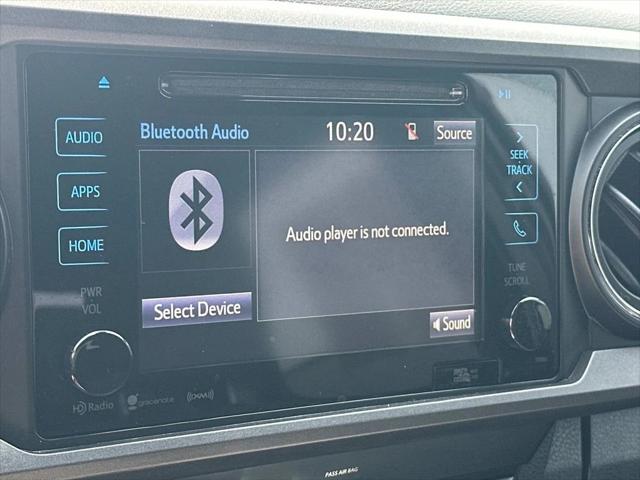 AUDIO
APPS
HOME
PWR
VOL
Bluetooth Audio
10:20
Source
Audio player is not connected.
Select Device
Sound
SEEK
TRACK
TUNE
SCROLL
HD Radio
gracenote
PASS AIR BAG